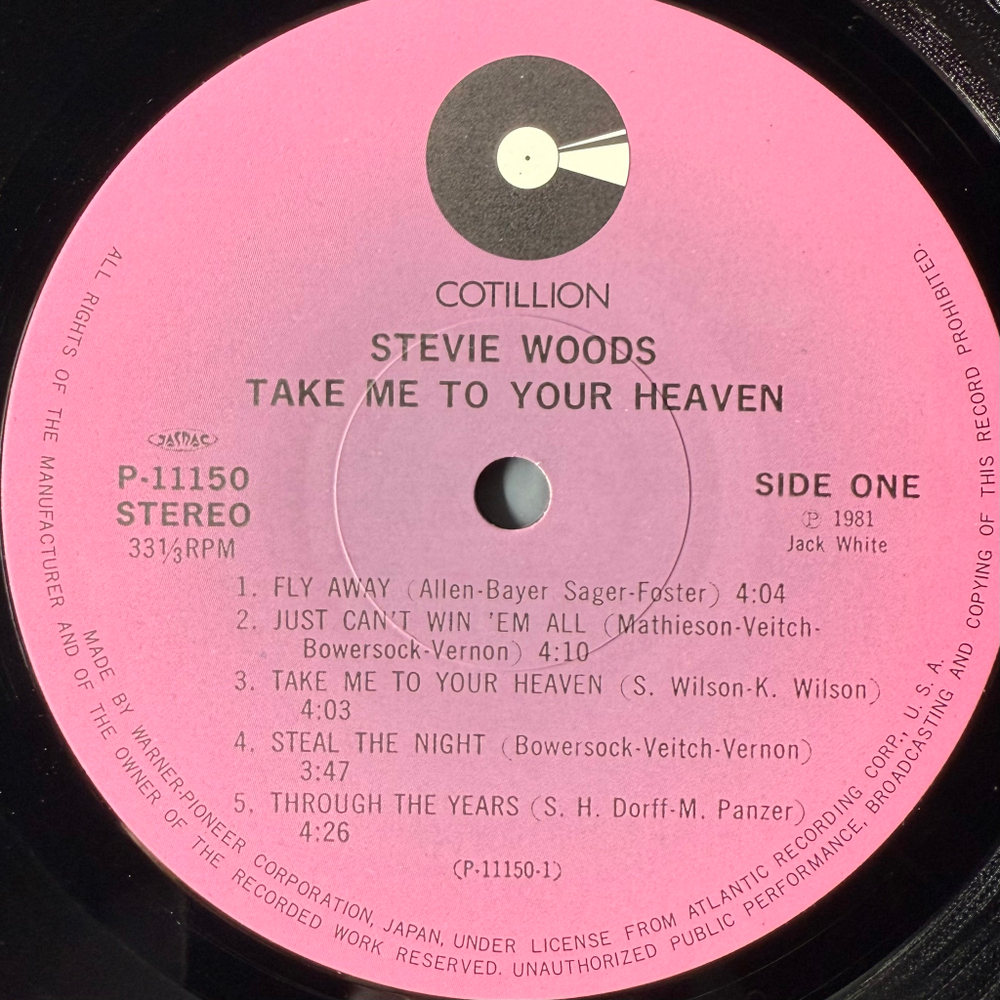 COTILLION
STEVIE WOODS
TAKE ME TO YOUR HEAVEN
JASRAC
P-11150
STEREO
33⅓RPM
SIDE ONE
Ⓟ 1981
Jack White
1. FLY AWAY (Allen-Bayer Sager-Foster) 4:04
2. JUST CAN'T WIN 'EM ALL (Mathieson-Veitch-
Bowersock-Vernon) 4:10
3. TAKE ME TO YOUR HEAVEN (S. Wilson-K. Wilson)
4:03
4. STEAL THE NIGHT (Bowersock-Veitch-Vernon)
3:47
5. THROUGH THE YEARS (S. H. Dorff-M. Panzer)
4:26
(P-11150-1)
MADE BY WARNER-PIONEER CORPORATION, JAPAN, UNDER LICENSE FROM ATLANTIC RECORDING CORP., U. S. A.
ALL RIGHTS OF THE MANUFACTURER AND OF THE OWNER OF THE RECORDED WORK RESERVED. UNAUTHORIZED PUBLIC PERFORMANCE, BROADCASTING AND COPYING OF THIS RECORD PROHIBITED.